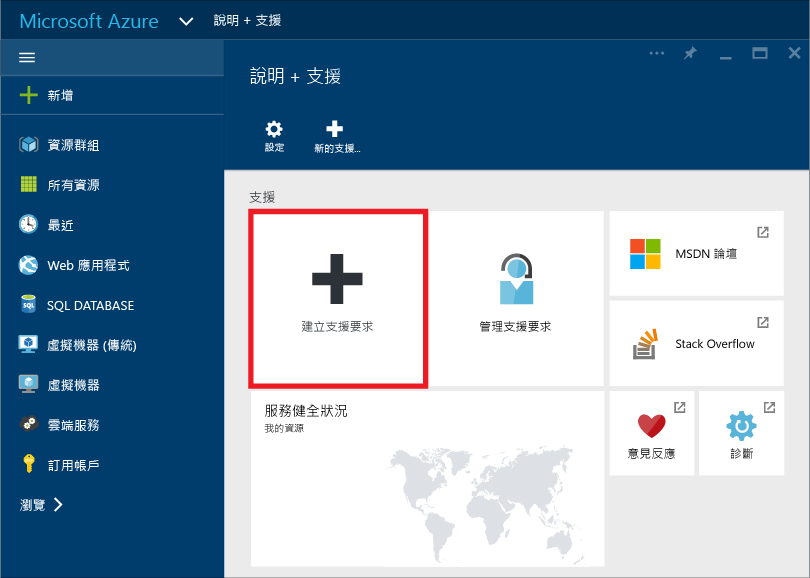 Microsoft Azure 說明 + 支援
新增
資源群組
所有資源
最近
Web 應用程式
SQL DATABASE
虛擬機器 (傳統)
虛擬機器
雲端服務
訂用帳戶
瀏覽
說明 + 支援
設定
新的支援...
支援
建立支援要求
管理支援要求
MSDN 論壇
Stack Overflow
服務健全狀況
我的資源
意見反應
診斷